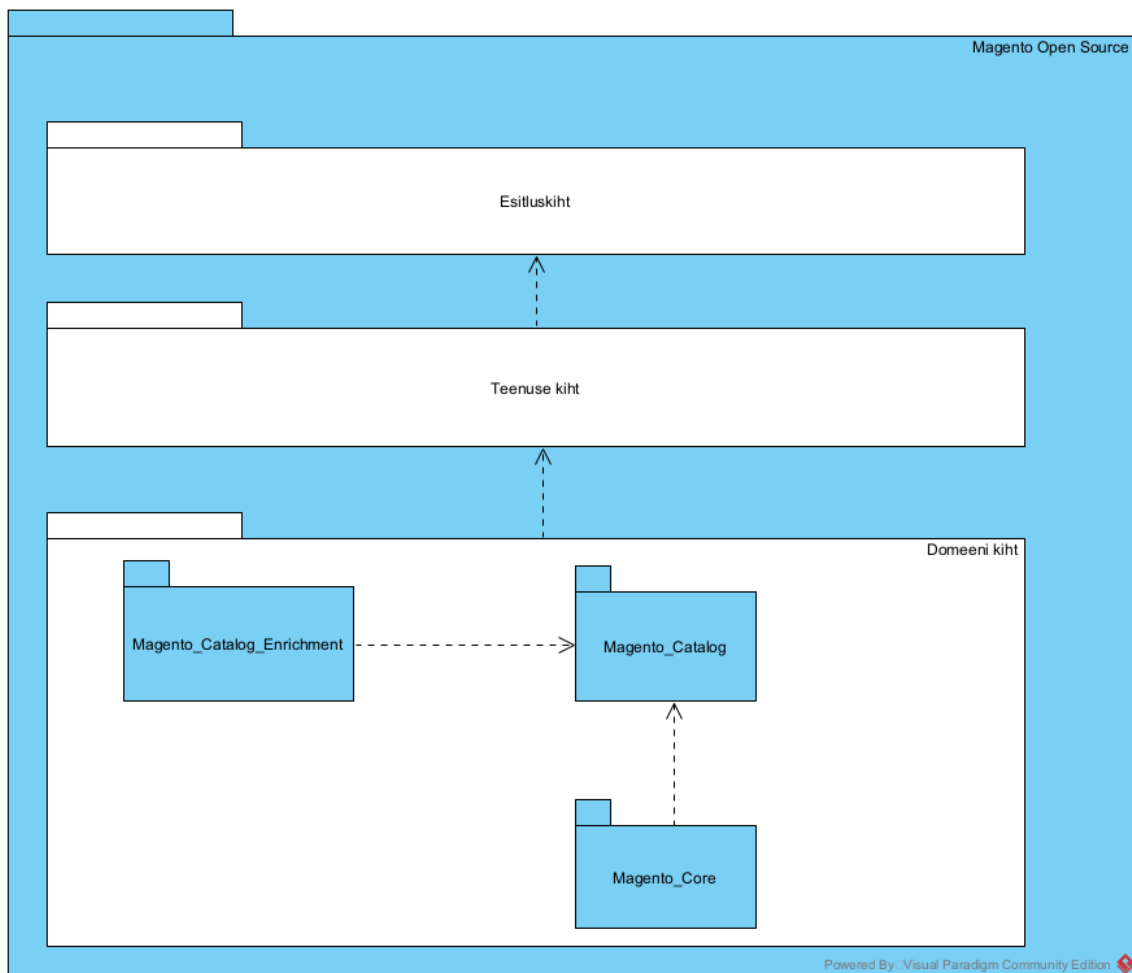 Magento Open Source
Esitluskiht
Teenuse kiht
Domeeni kiht
Magento_Catalog_Enrichment
Magento_Catalog
Magento_Core
Powered By Visual Paradigm Community Edition